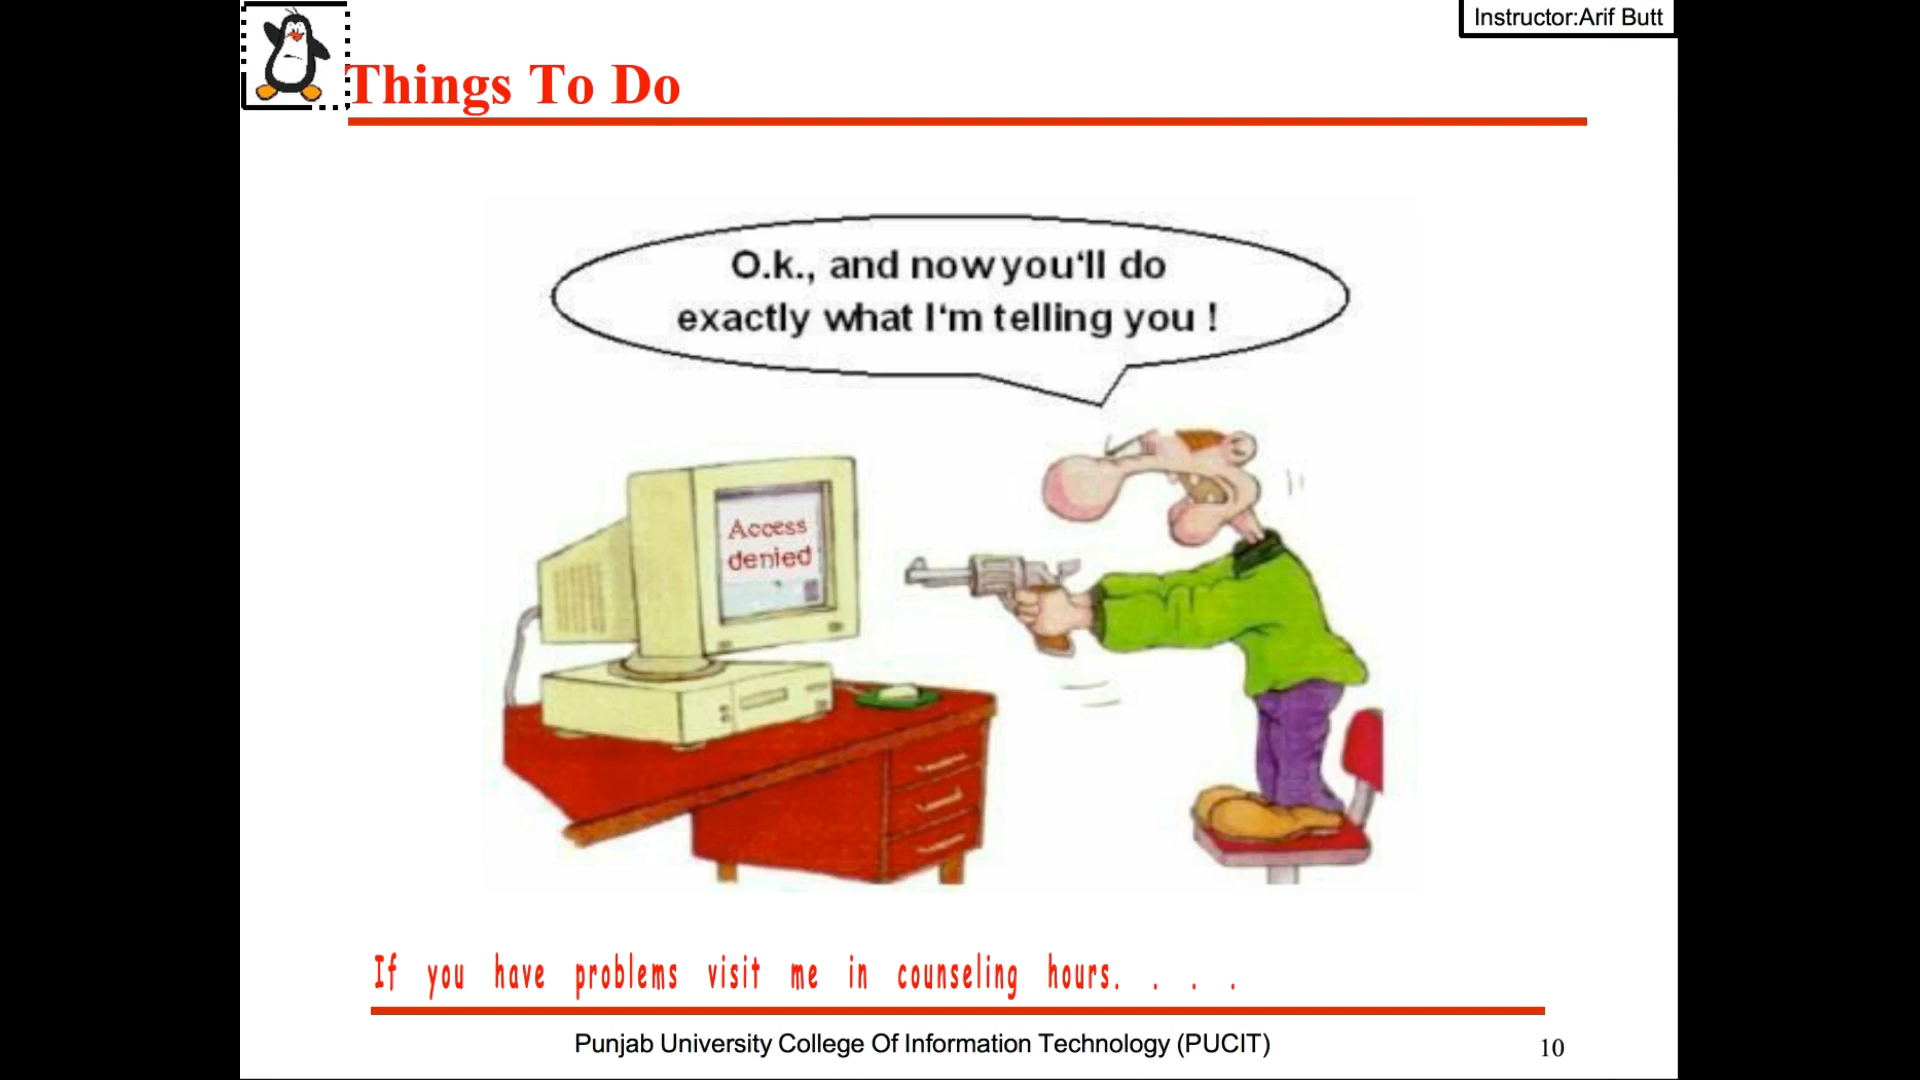 Instructor:Arif Butt
Things To Do
O.k., and now you‘ll do
exactly what I‘m telling you !
Access
denied
If you have problems visit me in counseling hours. . . .
Punjab University College Of Information Technology (PUCIT)
10